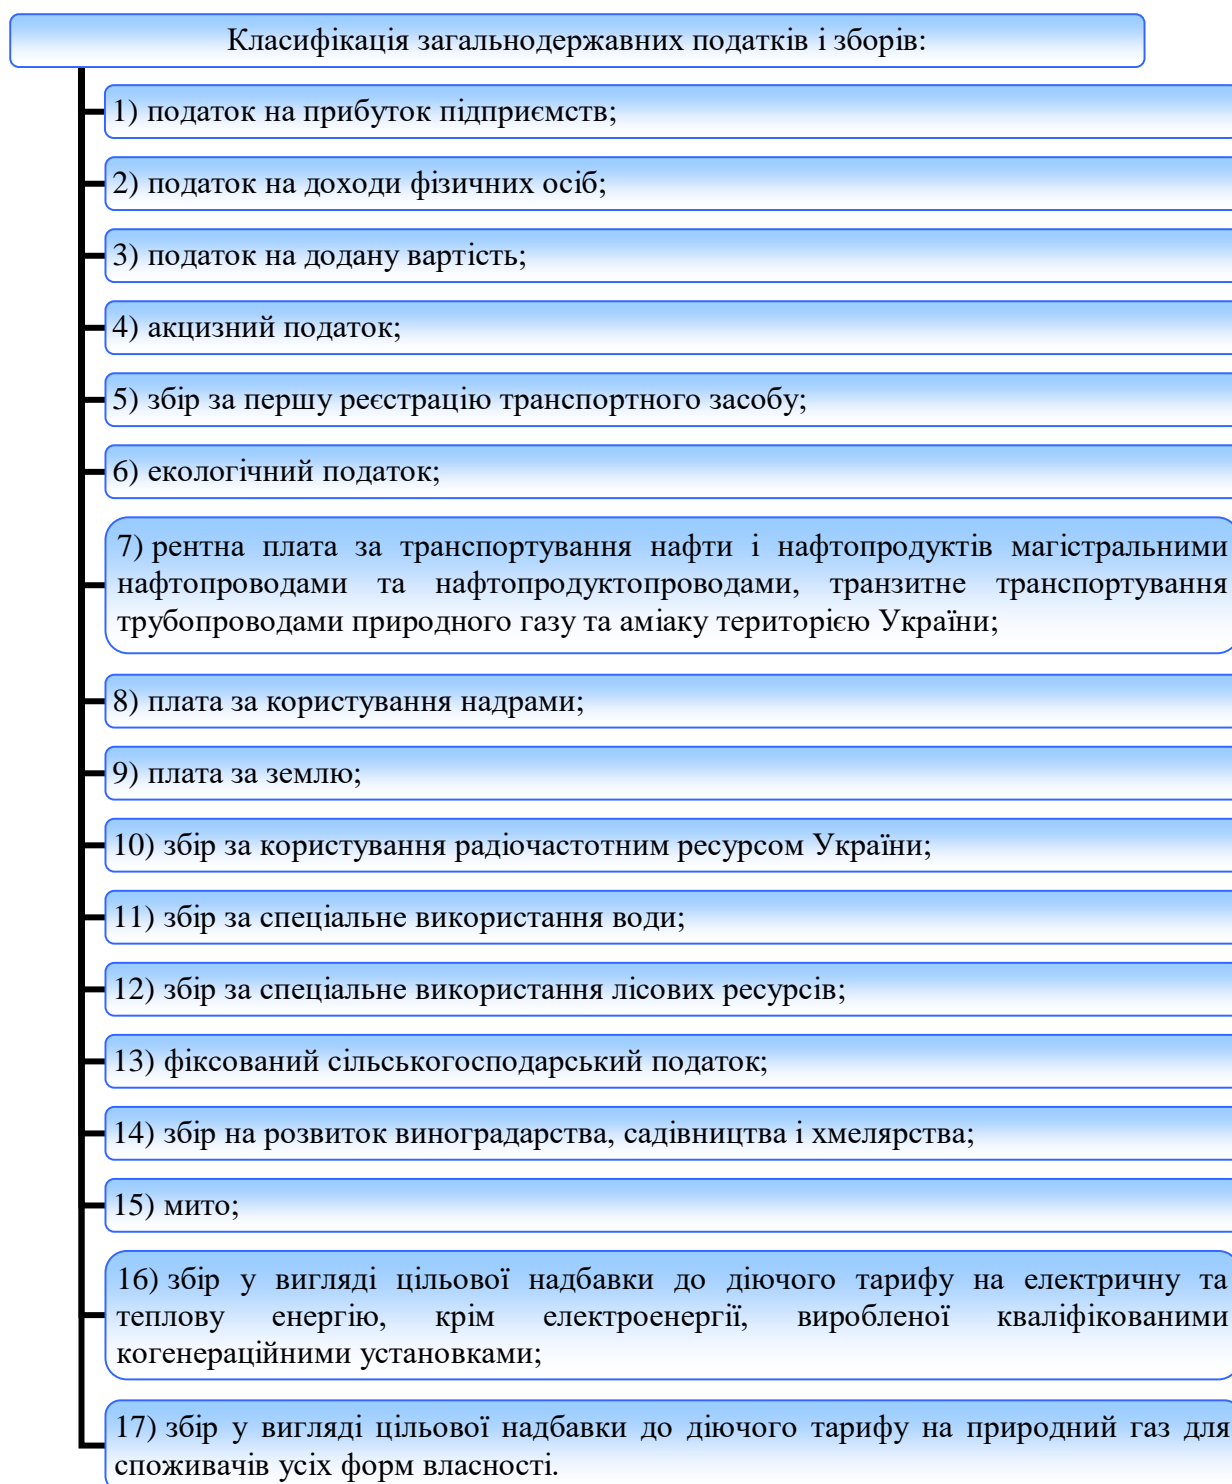 Класифікація загальнодержавних податків і зборів:
1) податок на прибуток підприємств;
2) податок на доходи фізичних осіб;
3) податок на додану вартість;
4) акцизний податок;
5) збір за першу реєстрацію транспортного засобу;
6) екологічний податок;
7) рентна плата за транспортування нафти і нафтопродуктів магістральними
нафтопроводами та нафтопродуктопроводами, транзитне транспортування
трубопроводами природного газу та аміаку територією України;
8) плата за користування надрами;
9) плата за землю;
10) збір за користування радіочастотним ресурсом України;
11) збір за спеціальне використання води;
12) збір за спеціальне використання лісових ресурсів;
13) фіксований сільськогосподарський податок;
14) збір на розвиток виноградарства, садівництва і хмелярства;
15) мито;
16) збір у вигляді цільової надбавки до діючого тарифу на електричну та
теплову енергію, крім електроенергії, виробленої кваліфікованими
когенераційними установками;
17) збір у вигляді цільової надбавки до діючого тарифу на природний газ для
споживачів усіх форм власності.